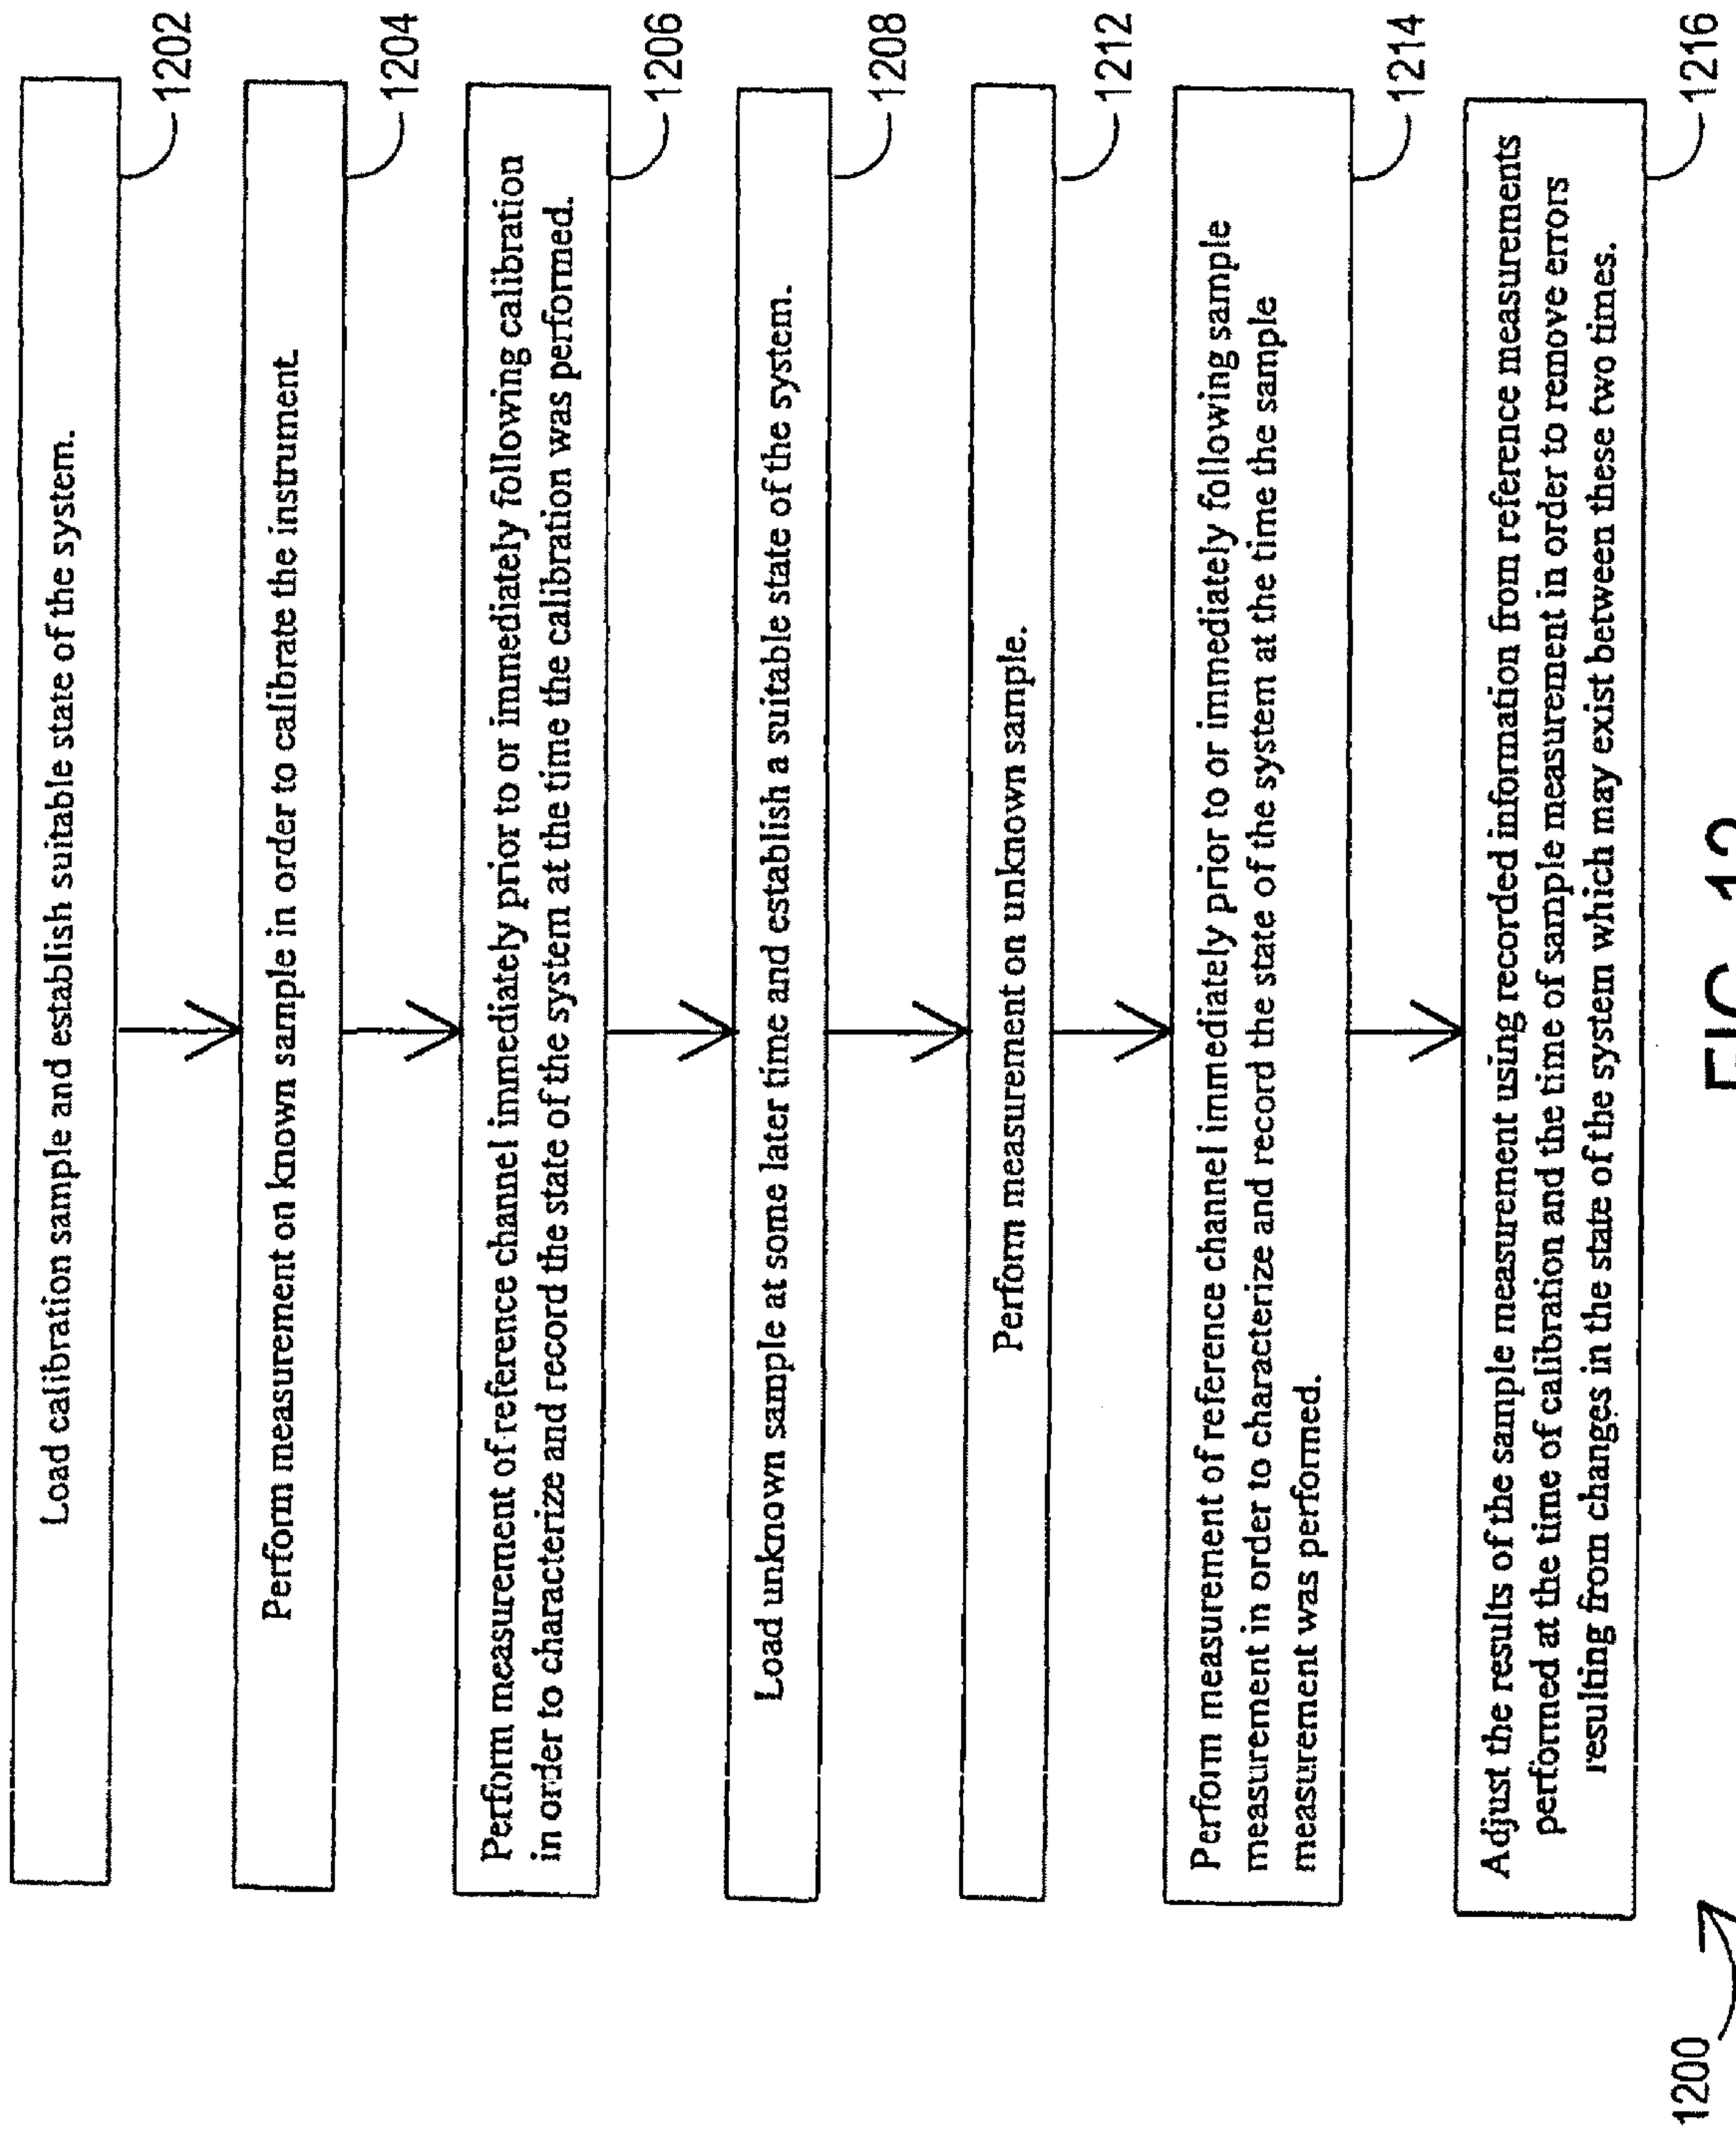 Load calibration sample and establish suitable state of the system.
1202
Perform measurement on known sample in order to calibrate the instrument.
1204
Perform measurement of reference channel immediately prior to or immediately following calibration
in order to characterize and record the state of the system at the time the calibration was performed.
1206
Load unknown sample at some later time and establish a suitable state of the system.
1208
Perform measurement on unknown sample.
1212
Perform measurement of reference channel immediately prior to or immediately following sample
measurement in order to characterize and record the state of the system at the time the sample
measurement was performed.
1214
Adjust the results of the sample measurement using recorded information from reference measurements
performed at the time of calibration and the time of sample measurement in order to remove errors
resulting from changes in the state of the system which may exist between these two times.
1216
1200
FIG. 12